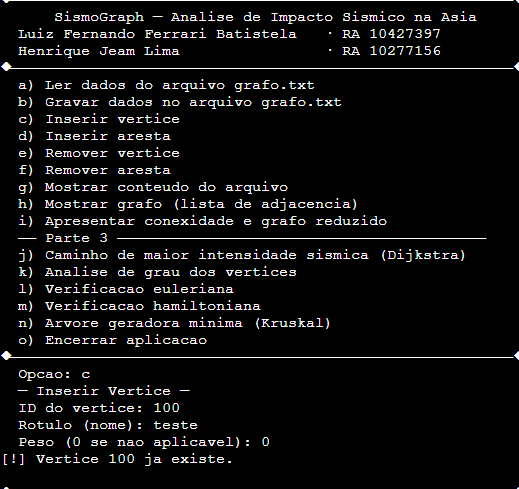 SismoGraph — Analise de Impacto Sismico na Asia
Luiz Fernando Ferrari Batistela · RA 10427397
Henrique Jeam Lima · RA 10277156
a) Ler dados do arquivo grafo.txt
b) Gravar dados no arquivo grafo.txt
c) Inserir vertice
d) Inserir aresta
e) Remover vertice
f) Remover aresta
g) Mostrar conteudo do arquivo
h) Mostrar grafo (lista de adjacencia)
i) Apresentar conexidade e grafo reduzido
── Parte 3 ──────────────────────────────
j) Caminho de maior intensidade sismica (Dijkstra)
k) Analise de grau dos vertices
l) Verificacao euleriana
m) Verificacao hamiltoniana
n) Arvore geradora minima (Kruskal)
o) Encerrar aplicacao
Opcao: c
─ Inserir Vertice ─
ID do vertice: 100
Rotulo (nome): teste
Peso (0 se nao aplicavel): 0
[!] Vertice 100 ja existe.